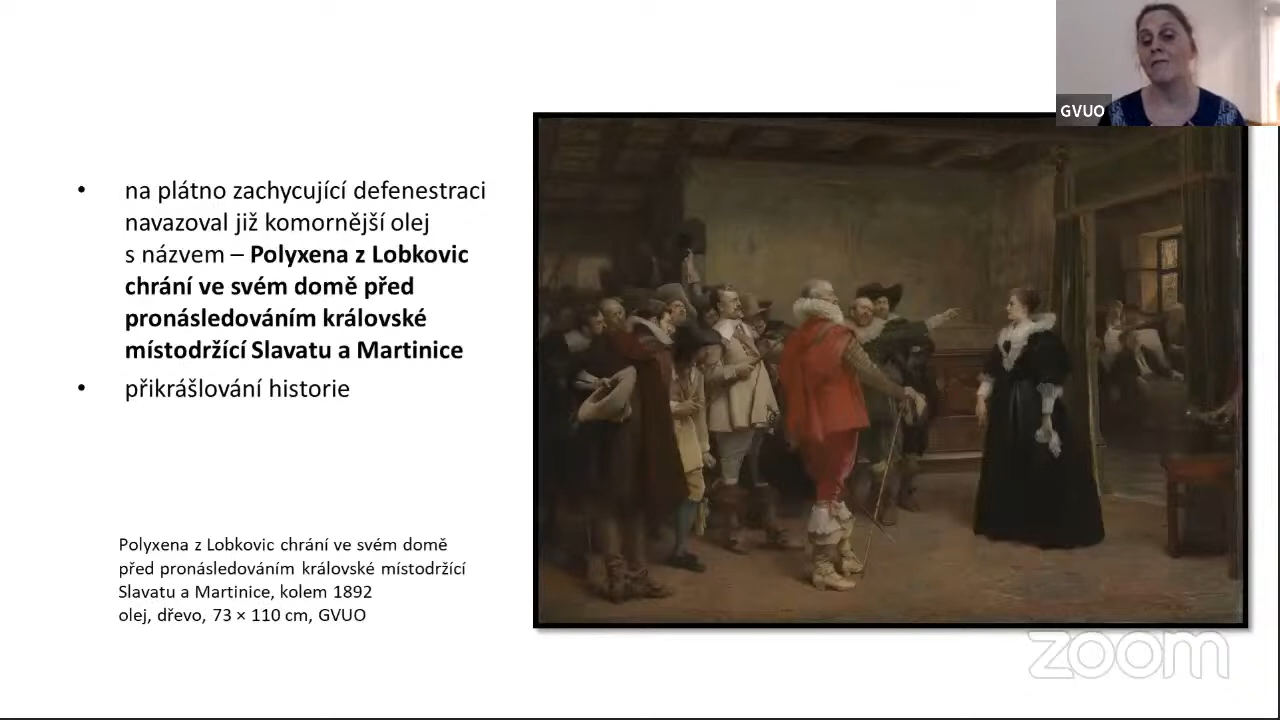 GVUO
• na plátno zachycující defenestraci
navazoval již komornější olej
s názvem – Polyxena z Lobkovic
chrání ve svém domě před
pronásledováním královské
místodržící Slavatu a Martinice
• přikrášlování historie
Polyxena z Lobkovic chrání ve svém domě
před pronásledováním královské místodržící
Slavatu a Martinice, kolem 1892
olej, dřevo, 73 × 110 cm, GVUO
zoom